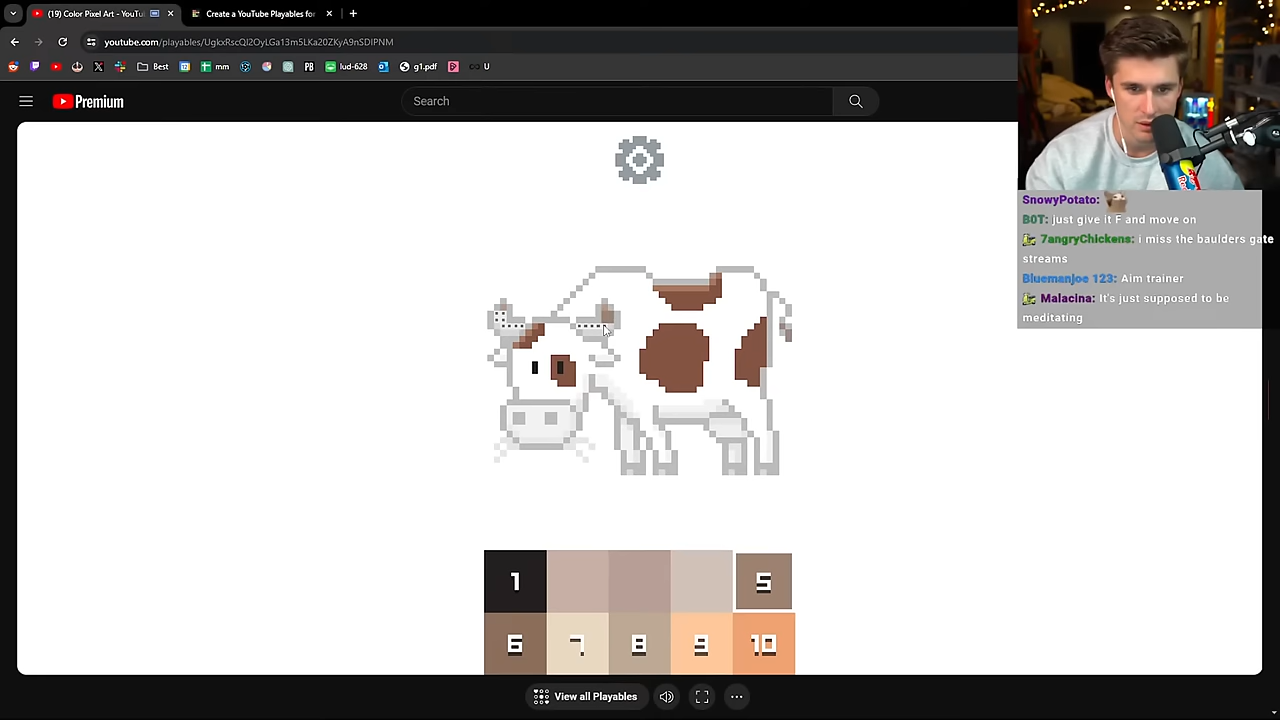 (19) Color Pixel Art - YouTu
Create a YouTube Playables for
youtube.com/playables/UgkxRscQI2OyLGa13m5LKa20ZKyA9nSDIPNM
Best
mm
PB
lud-628
g1.pdf
U
Premium
Search
SnowyPotato:
B0T: just give it F and move on
7angryChickens: i miss the baulders gate
streams
Bluemanjoe 123: Aim trainer
Malacina: It's just supposed to be
meditating
1
5
6
7
8
9
10
View all Playables